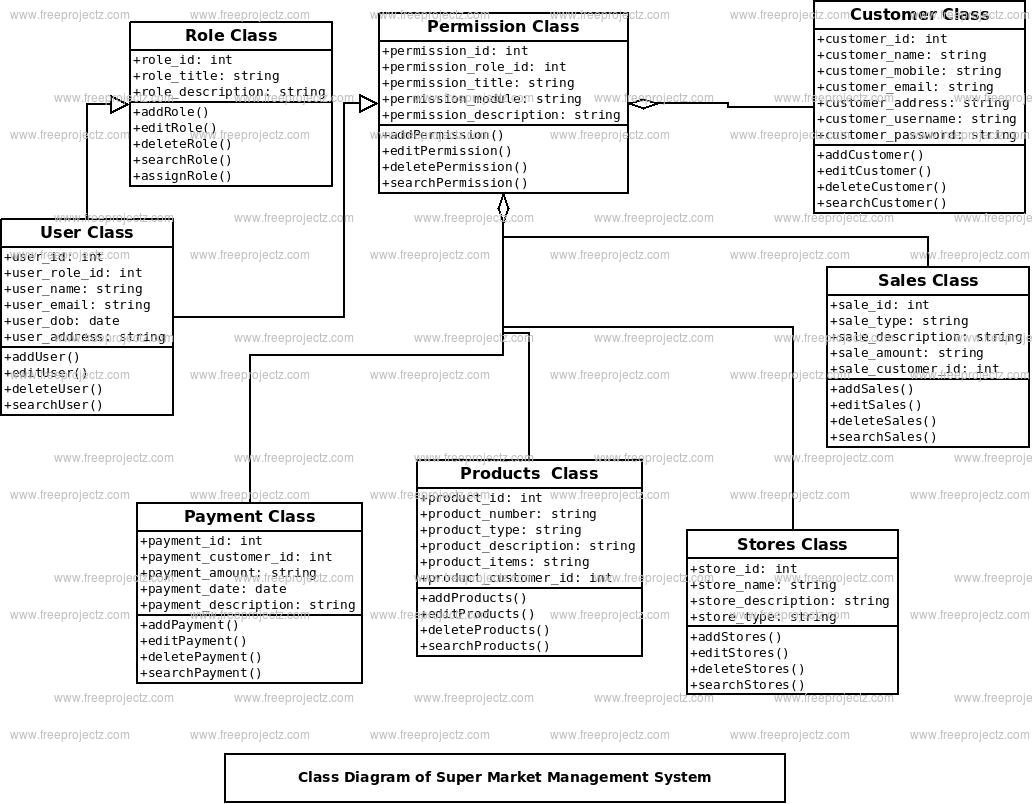 Role Class
+role_id: int
+role_title: string
+role_description: string
+addRole()
+editRole()
+deleteRole()
+searchRole()
+assignRole()
Permission Class
+permission_id: int
+permission_role_id: int
+permission_title: string
+permission_module: string
+permission_description: string
+addPermission()
+editPermission()
+deletePermission()
+searchPermission()
Customer Class
+customer_id: int
+customer_name: string
+customer_mobile: string
+customer_email: string
+customer_address: string
+customer_username: string
+customer_password: string
+addCustomer()
+editCustomer()
+deleteCustomer()
+searchCustomer()
User Class
+user_id: int
+user_role_id: int
+user_name: string
+user_email: string
+user_dob: date
+user_address: string
+addUser()
+editUser()
+deleteUser()
+searchUser()
Sales Class
+sale_id: int
+sale_type: string
+sale_description: string
+sale_amount: string
+sale_customer_id: int
+addSales()
+editSales()
+deleteSales()
+searchSales()
Payment Class
+payment_id: int
+payment_customer_id: int
+payment_amount: string
+payment_date: date
+payment_description: string
+addPayment()
+editPayment()
+deletePayment()
+searchPayment()
Products Class
+product_id: int
+product_number: string
+product_type: string
+product_description: string
+product_items: string
+product_customer_id: int
+addProducts()
+editProducts()
+deleteProducts()
+searchProducts()
Stores Class
+store_id: int
+store_name: string
+store_description: string
+store_type: string
+addStores()
+editStores()
+deleteStores()
+searchStores()
Class Diagram of Super Market Management System
www.freeprojectz.com